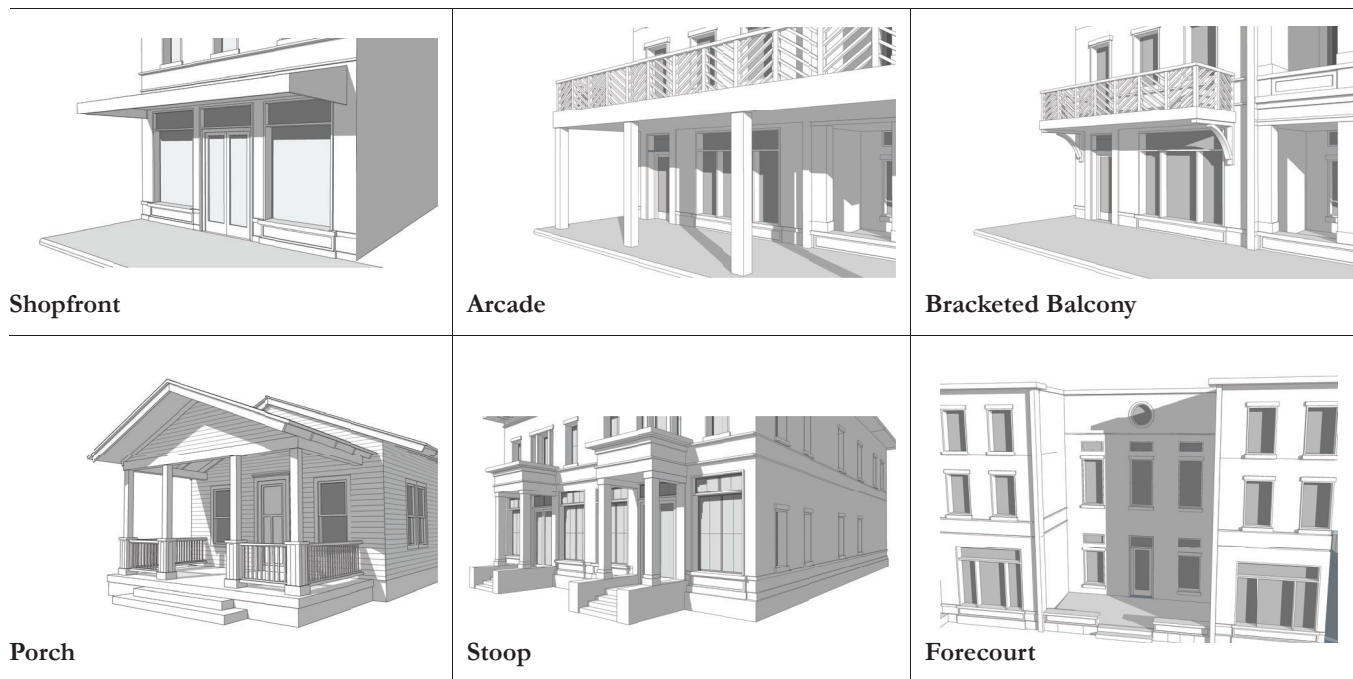 Shopfront
Arcade
Bracketed Balcony
Porch
Stoop
Forecourt